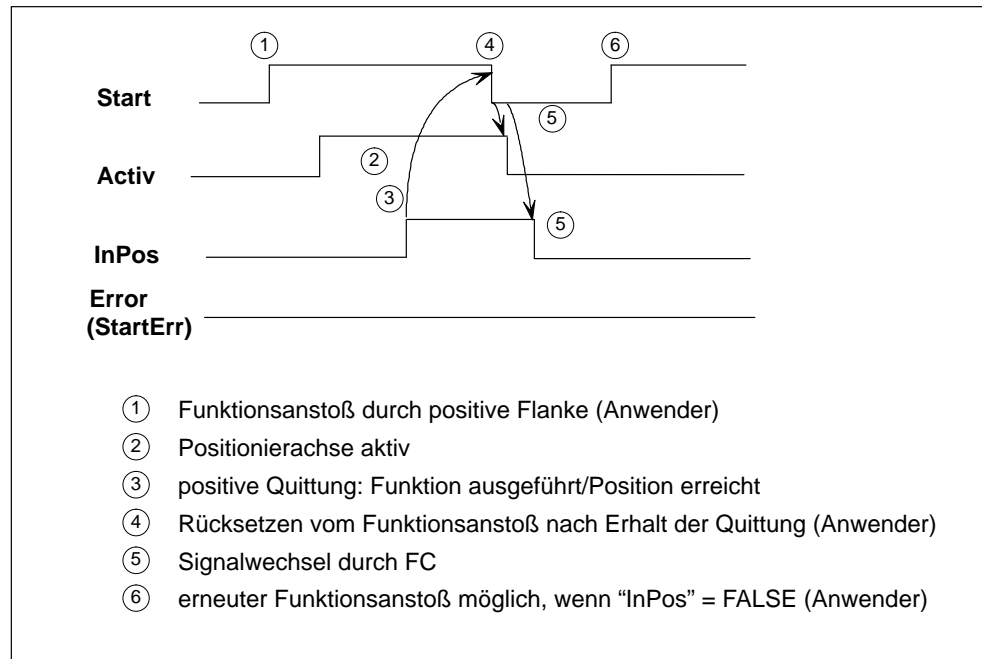 1 4 6
Start
5
2
Activ
3
5
InPos
Error
(StartErr)
1 Funktionsanstoß durch positive Flanke (Anwender)
2 Positionierachse aktiv
3 positive Quittung: Funktion ausgeführt/Position erreicht
4 Rücksetzen vom Funktionsanstoß nach Erhalt der Quittung (Anwender)
5 Signalwechsel durch FC
6 erneuter Funktionsanstoß möglich, wenn “InPos” = FALSE (Anwender)